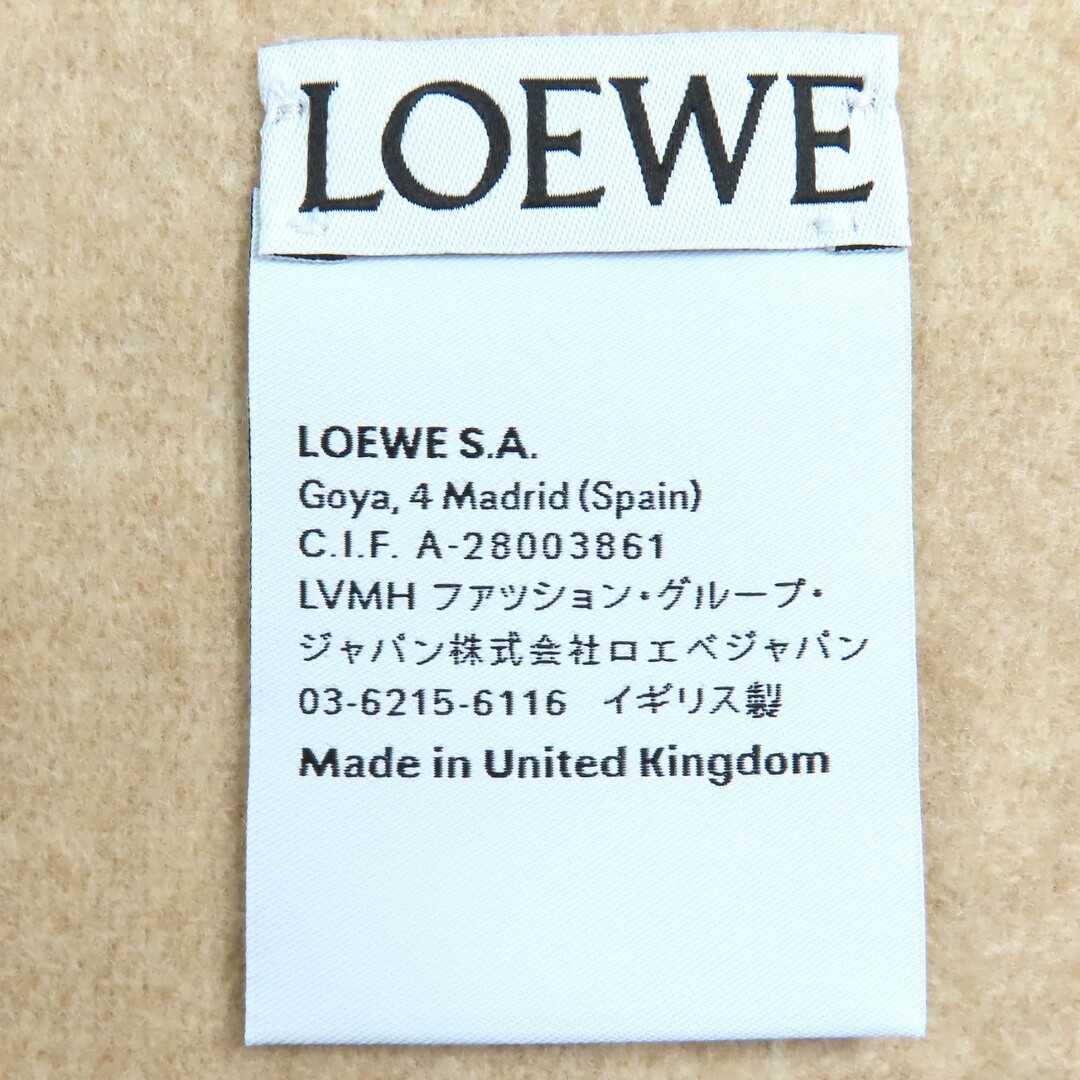 LOEWE
LOEWE S.A.
Goya, 4 Madrid (Spain)
C.I.F. A-28003861
LVMH ファッション・グループ・
ジャパン株式会社ロエベジャパン
03-6215-6116 イギリス製
Made in United Kingdom